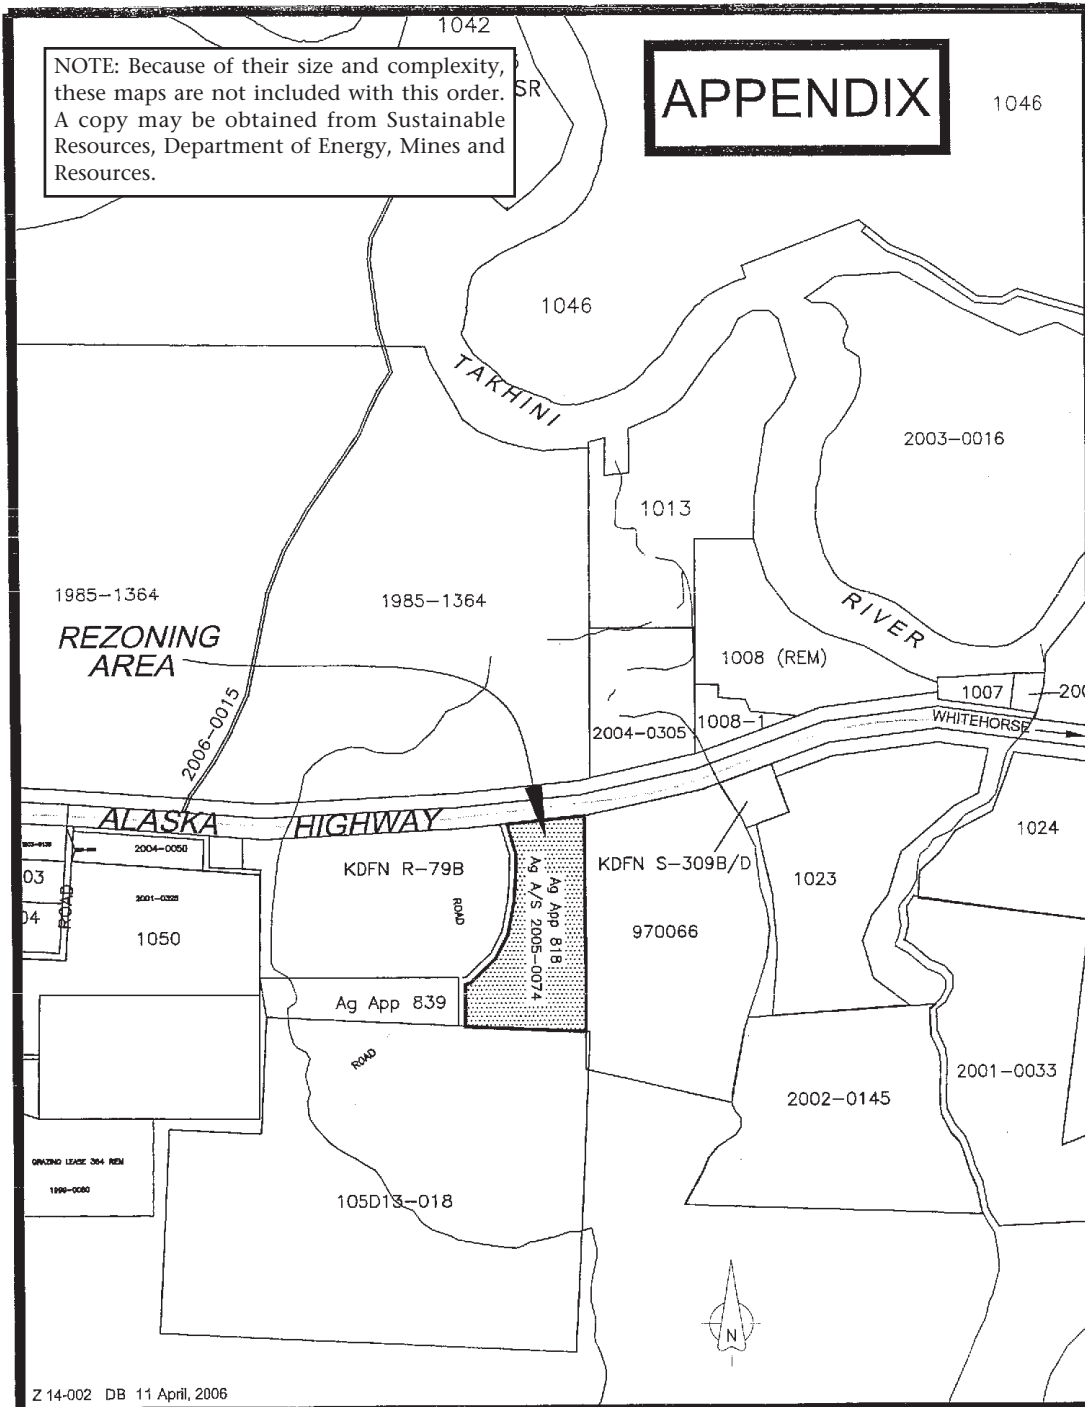 1042
NOTE: Because of their size and complexity,
these maps are not included with this order.
A copy may be obtained from Sustainable
Resources, Department of Energy, Mines and
Resources.
SR
APPENDIX
1046
1046
TAKHINI
2003-0016
1013
1985-1364
1985-1364
RIVER
REZONING
AREA
1008 (REM)
1007
200
2006-0015
2004-0305
1008-1
WHITEHORSE
ALASKA HIGHWAY
2004-0050
1024
03
KDFN R-79B
KDFN S-309B/D
1023
ROAD
2001-0325
ROAD
Ag App 81B
Ag A/S 2005-0074
04
1050
970066
Ag App 839
ROAD
2001-0033
2002-0145
GRAZING LEASE 364 REM
1999-0060
105D13-018
N
Z 14-002 DB 11 April, 2006